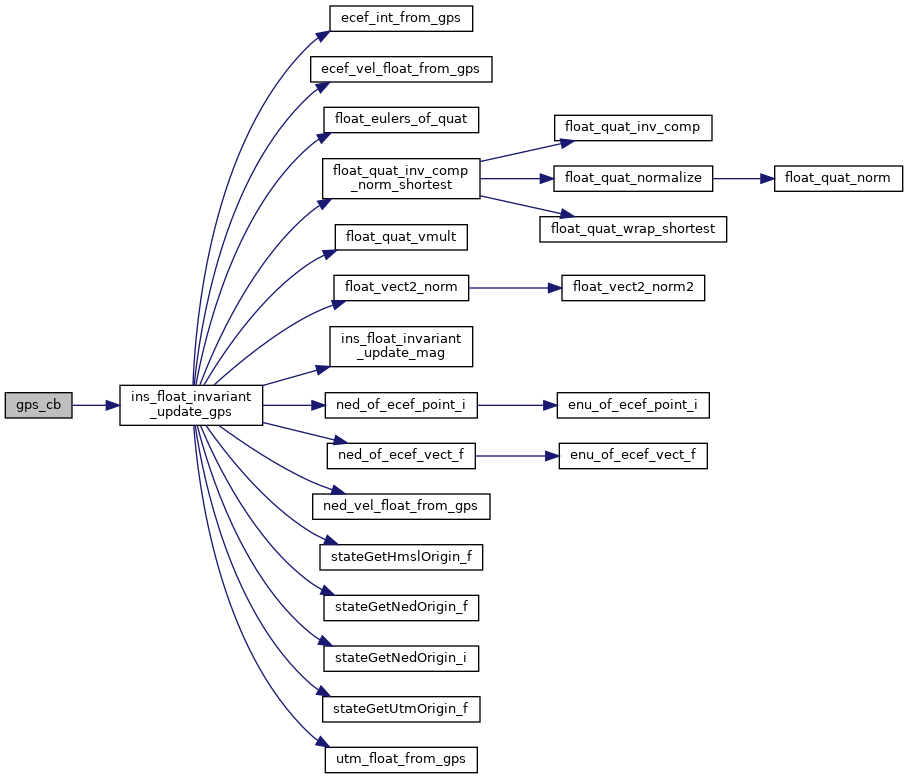 gps_cb
ins_float_invariant
_update_gps
ecef_int_from_gps
ecef_vel_float_from_gps
float_eulers_of_quat
float_quat_inv_comp
_norm_shortest
float_quat_vmult
float_vect2_norm
ins_float_invariant
_update_mag
ned_of_ecef_point_i
ned_of_ecef_vect_f
ned_vel_float_from_gps
stateGetHmslOrigin_f
stateGetNedOrigin_f
stateGetNedOrigin_i
stateGetUtmOrigin_f
utm_float_from_gps
float_quat_inv_comp
float_quat_normalize
float_quat_wrap_shortest
float_vect2_norm2
enu_of_ecef_point_i
enu_of_ecef_vect_f
float_quat_norm